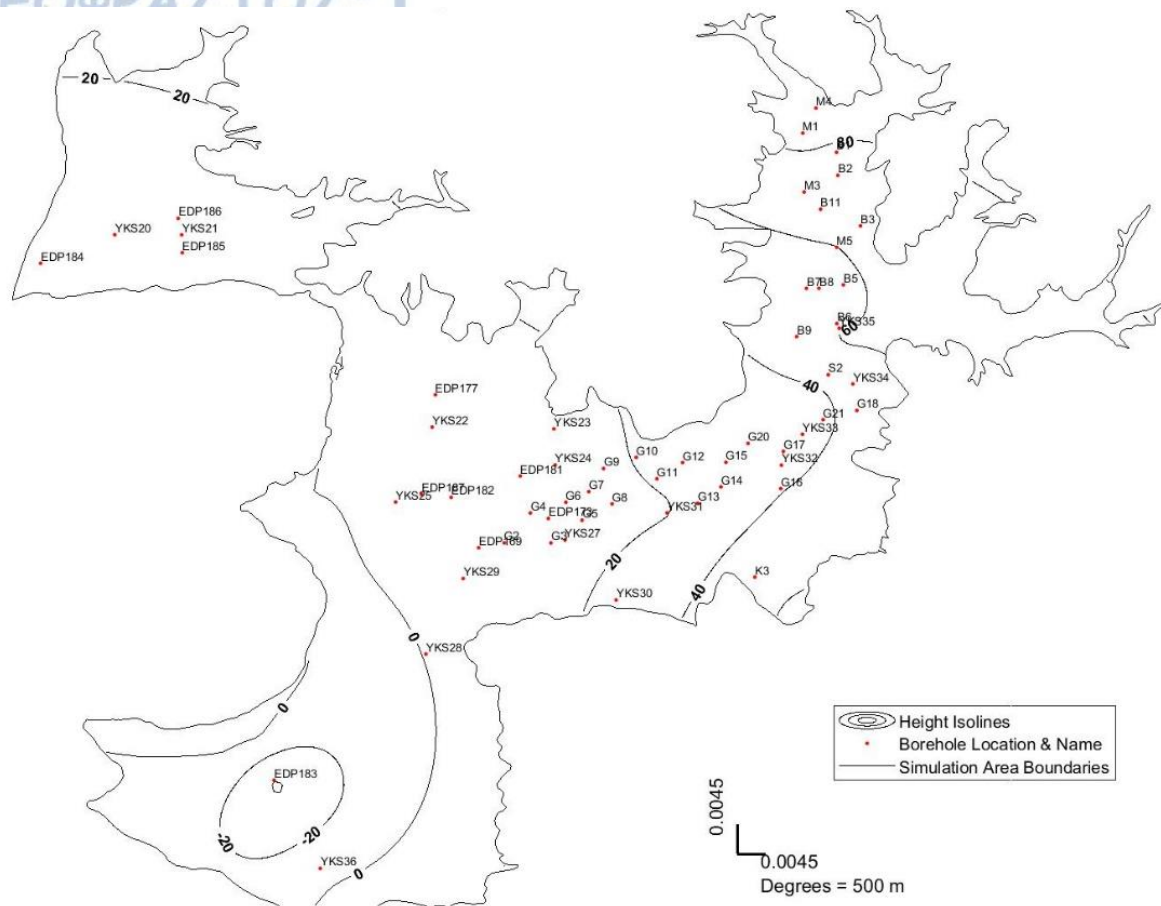 20
20
M4
M1
80
B2
M3
B11
EDP186
YKS20
YKS21
B3
EDP185
M5
EDP184
B7
B8
B5
B6
YKS35
60
B9
S2
40
YKS34
EDP177
G18
G21
YKS22
YKS23
YKS33
G20
G17
G10
G12
G15
YKS32
YKS24
G9
EDP181
G11
G7
G14
G16
EDP187
EDP182
YKS25
G6
G8
G13
G4
EDP173
G5
YKS31
G2
G3
YKS27
EDP169
20
YKS29
K3
40
YKS30
0
YKS28
0
EDP183
-20
-20
YKS36
0
Height Isolines
Borehole Location & Name
Simulation Area Boundaries
0.0045
0.0045
Degrees = 500 m